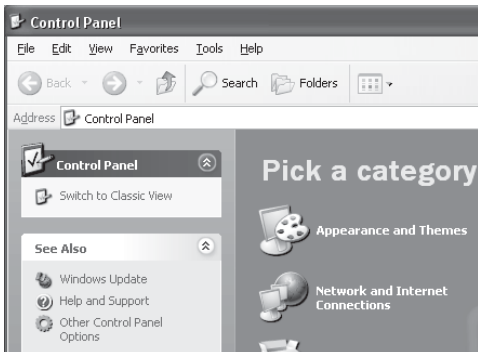 Control Panel
File Edit View Favorites Tools Help
Back Search Folders
Address Control Panel
Control Panel
Switch to Classic View
See Also
Windows Update
Help and Support
Other Control Panel
Options
Pick a category
Appearance and Themes
Network and Internet
Connections